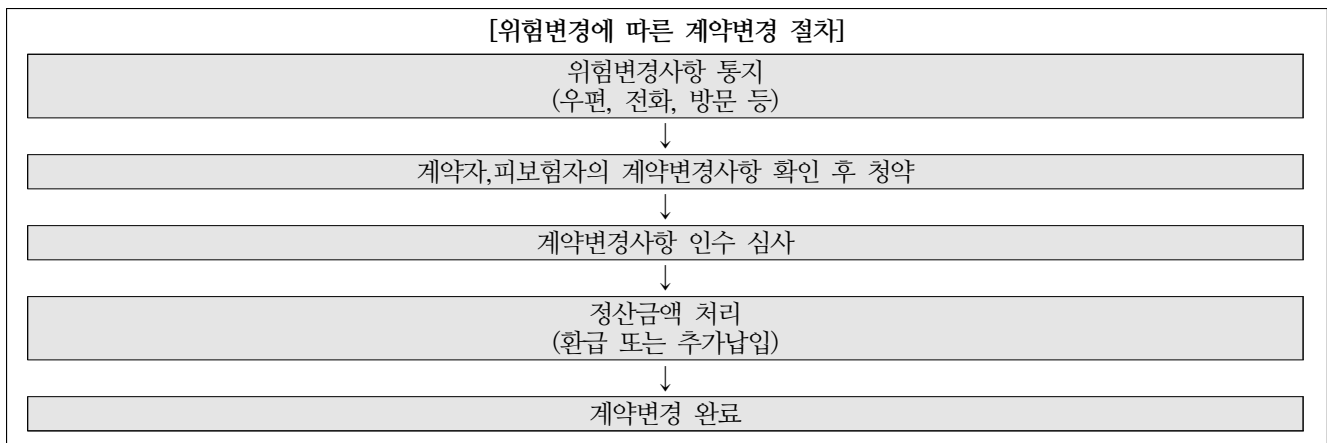 [위험변경에 따른 계약변경 절차]
위험변경사항 통지
(우편, 전화, 방문 등)
↓
계약자,피보험자의 계약변경사항 확인 후 청약
↓
계약변경사항 인수 심사
↓
정산금액 처리
(환급 또는 추가납입)
↓
계약변경 완료